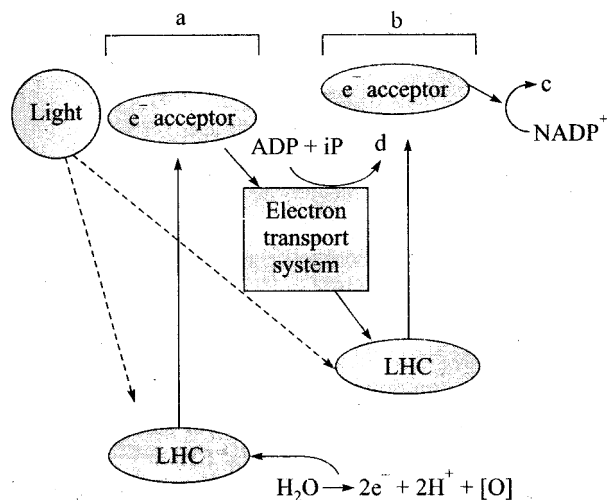 a
b
Light
e⁻ acceptor
e⁻ acceptor
c
NADP⁺
ADP + iP
d
Electron
transport
system
LHC
LHC
H₂O → 2e⁻ + 2H⁺ + [O]